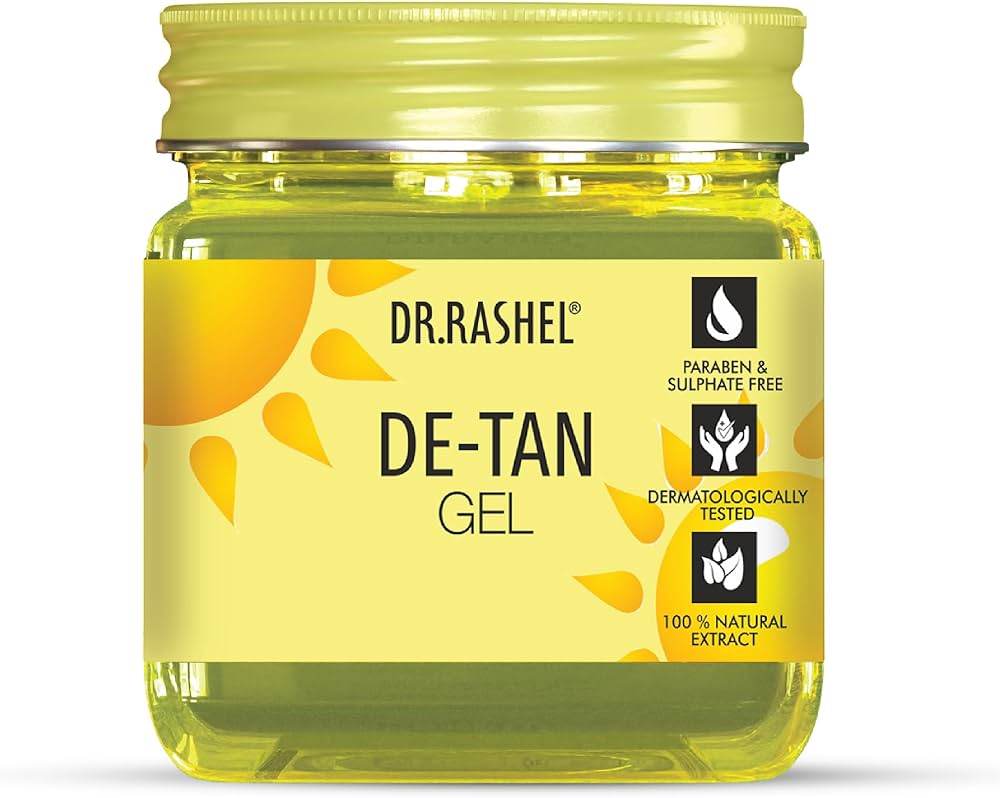 DR.RASHEL®
DE-TAN
GEL
PARABEN &
SULPHATE FREE
DERMATOLOGICALLY
TESTED
100 % NATURAL
EXTRACT